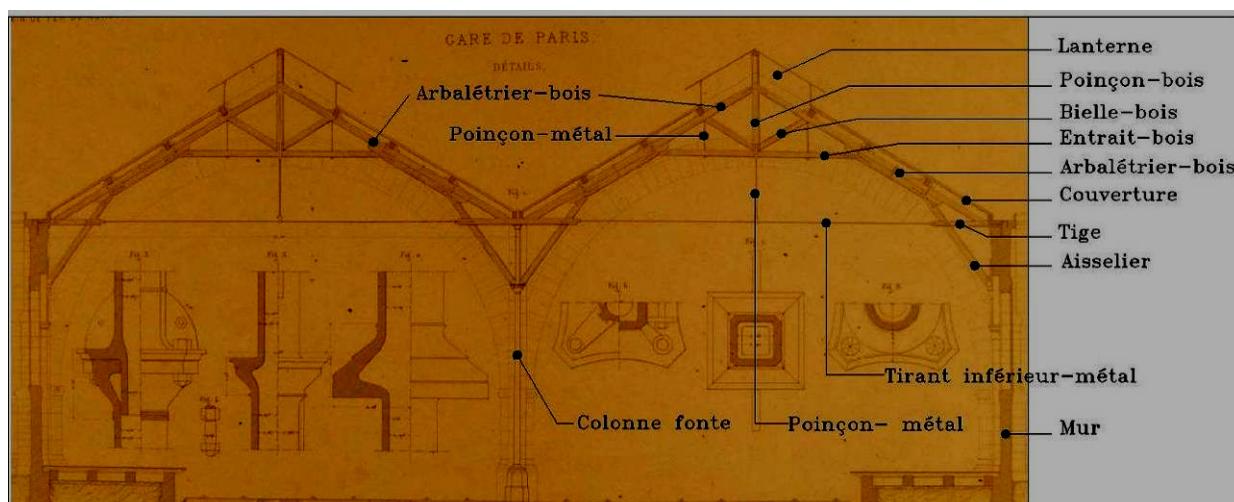 GARE DE PARIS.
DÉTAILS.
Lanterne
Poinçon-bois
Arbalétrier-bois
Bielle-bois
Poinçon-métal
Entrait-bois
Arbalétrier-bois
Couverture
Tige
Aisselier
Tirant inférieur-métal
Colonne fonte
Poinçon- métal
Mur